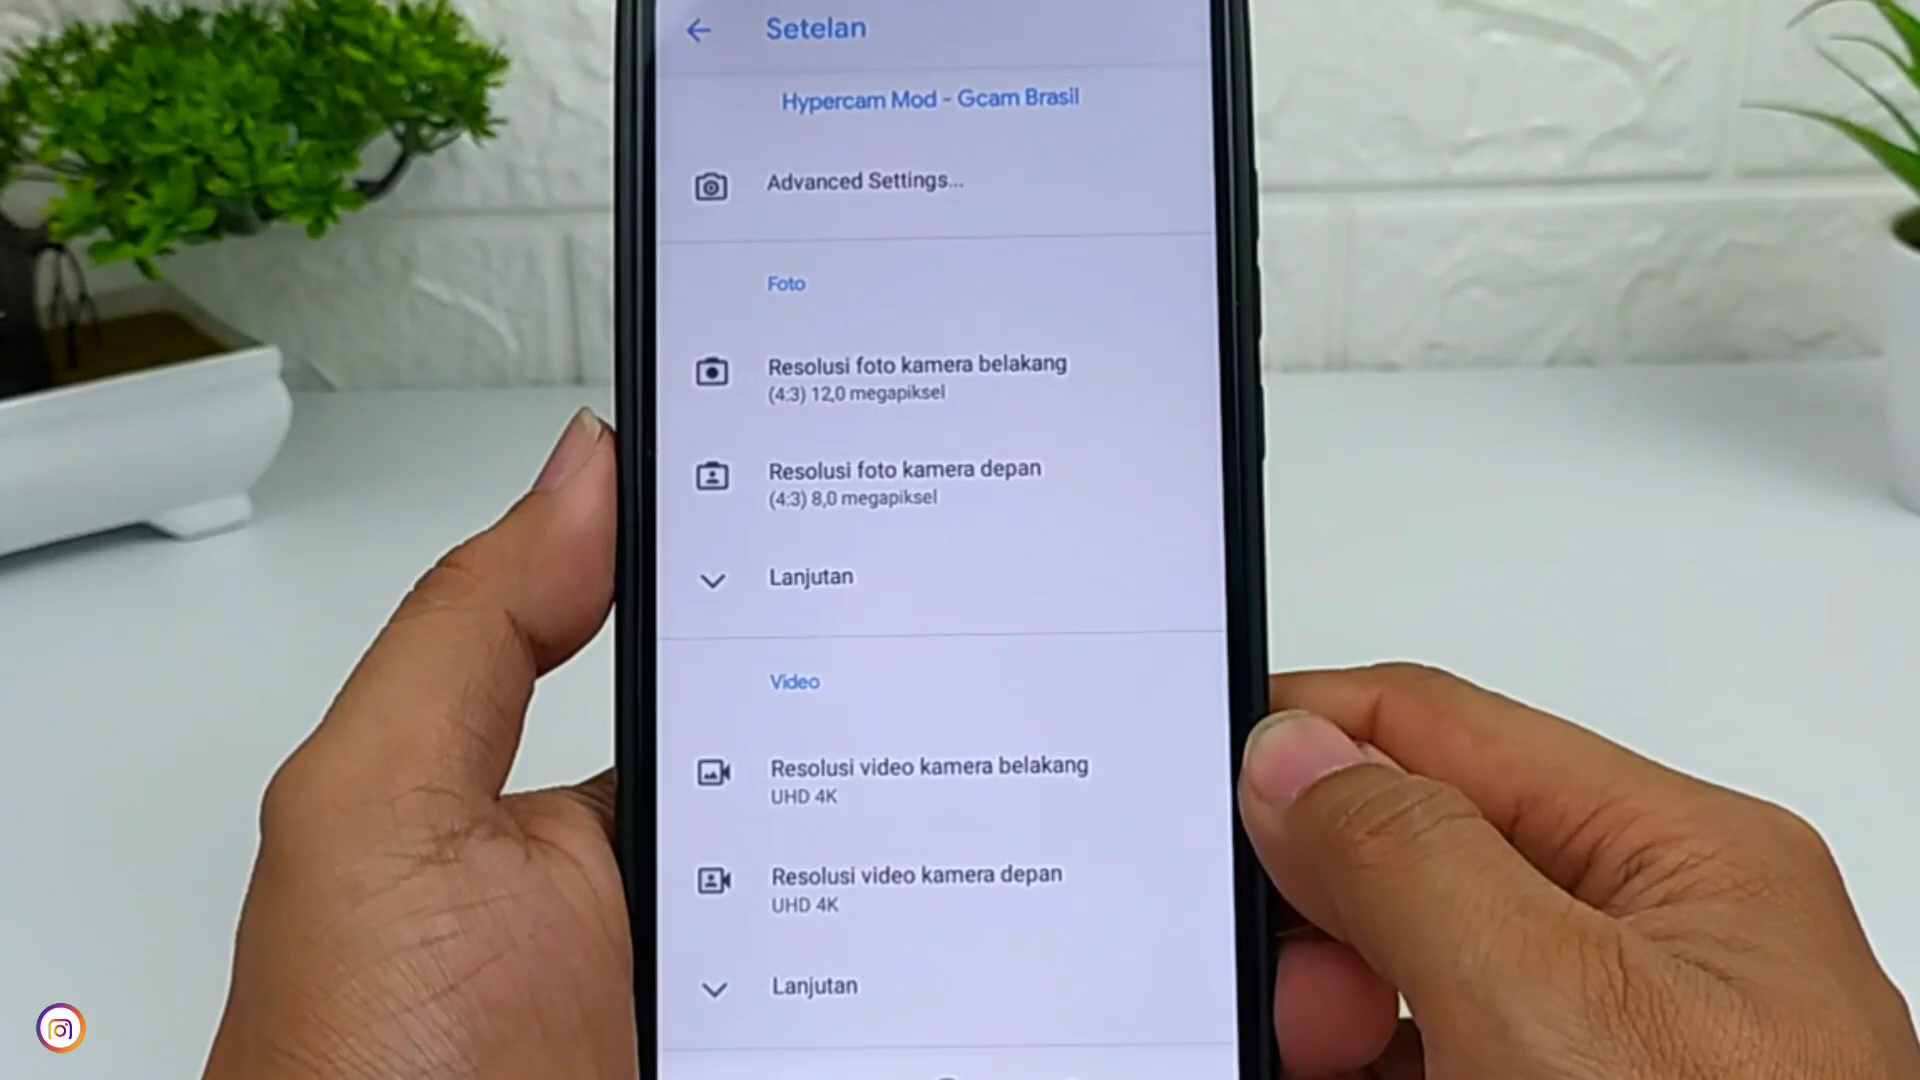 Setelan
Hypercam Mod - Gcam Brasil
Advanced Settings...
Foto
Resolusi foto kamera belakang
(4:3) 12,0 megapiksel
Resolusi foto kamera depan
(4:3) 8,0 megapiksel
Lanjutan
Video
Resolusi video kamera belakang
UHD 4K
Resolusi video kamera depan
UHD 4K
Lanjutan